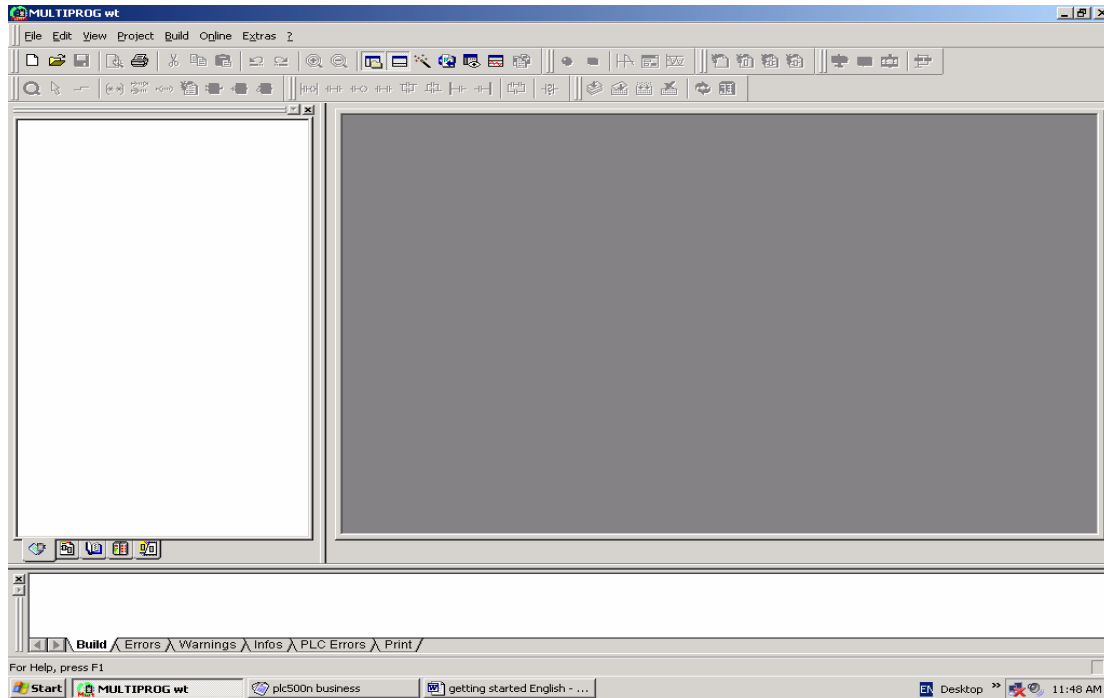 MULTIPROG wt
File Edit View Project Build Online Extras ?
Build Errors Warnings Infos PLC Errors Print
For Help, press F1
Start MULTIPROG wt plc500n business getting started English - ... EN Desktop » 11:48 AM